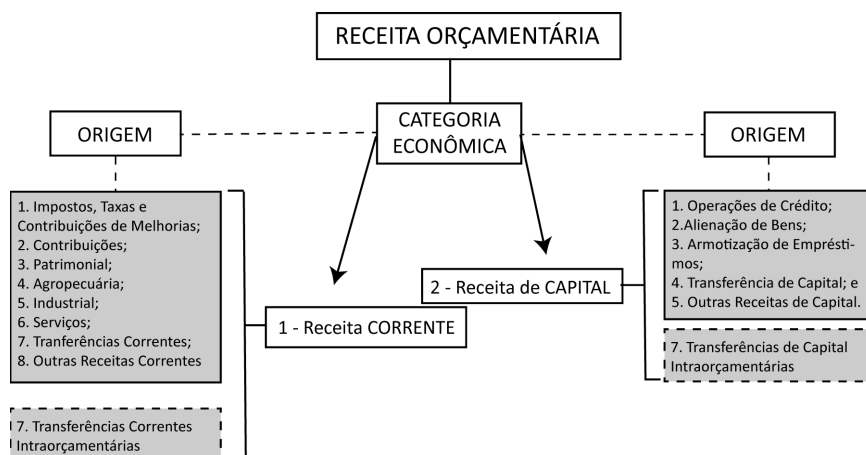 RECEITA ORÇAMENTÁRIA
CATEGORIA
ECONÔMICA
ORIGEM
ORIGEM
1. Impostos, Taxas e
Contribuições de Melhorias;
2. Contribuições;
3. Patrimonial;
4. Agropecuária;
5. Industrial;
6. Serviços;
7. Tranferências Correntes;
8. Outras Receitas Correntes
7. Transferências Correntes
Intraorçamentárias
1 - Receita CORRENTE
2 - Receita de CAPITAL
1. Operações de Crédito;
2.Alienação de Bens;
3. Armotização de Emprésti-
mos;
4. Transferência de Capital; e
5. Outras Receitas de Capital.
7. Transferências de Capital
Intraorçamentárias